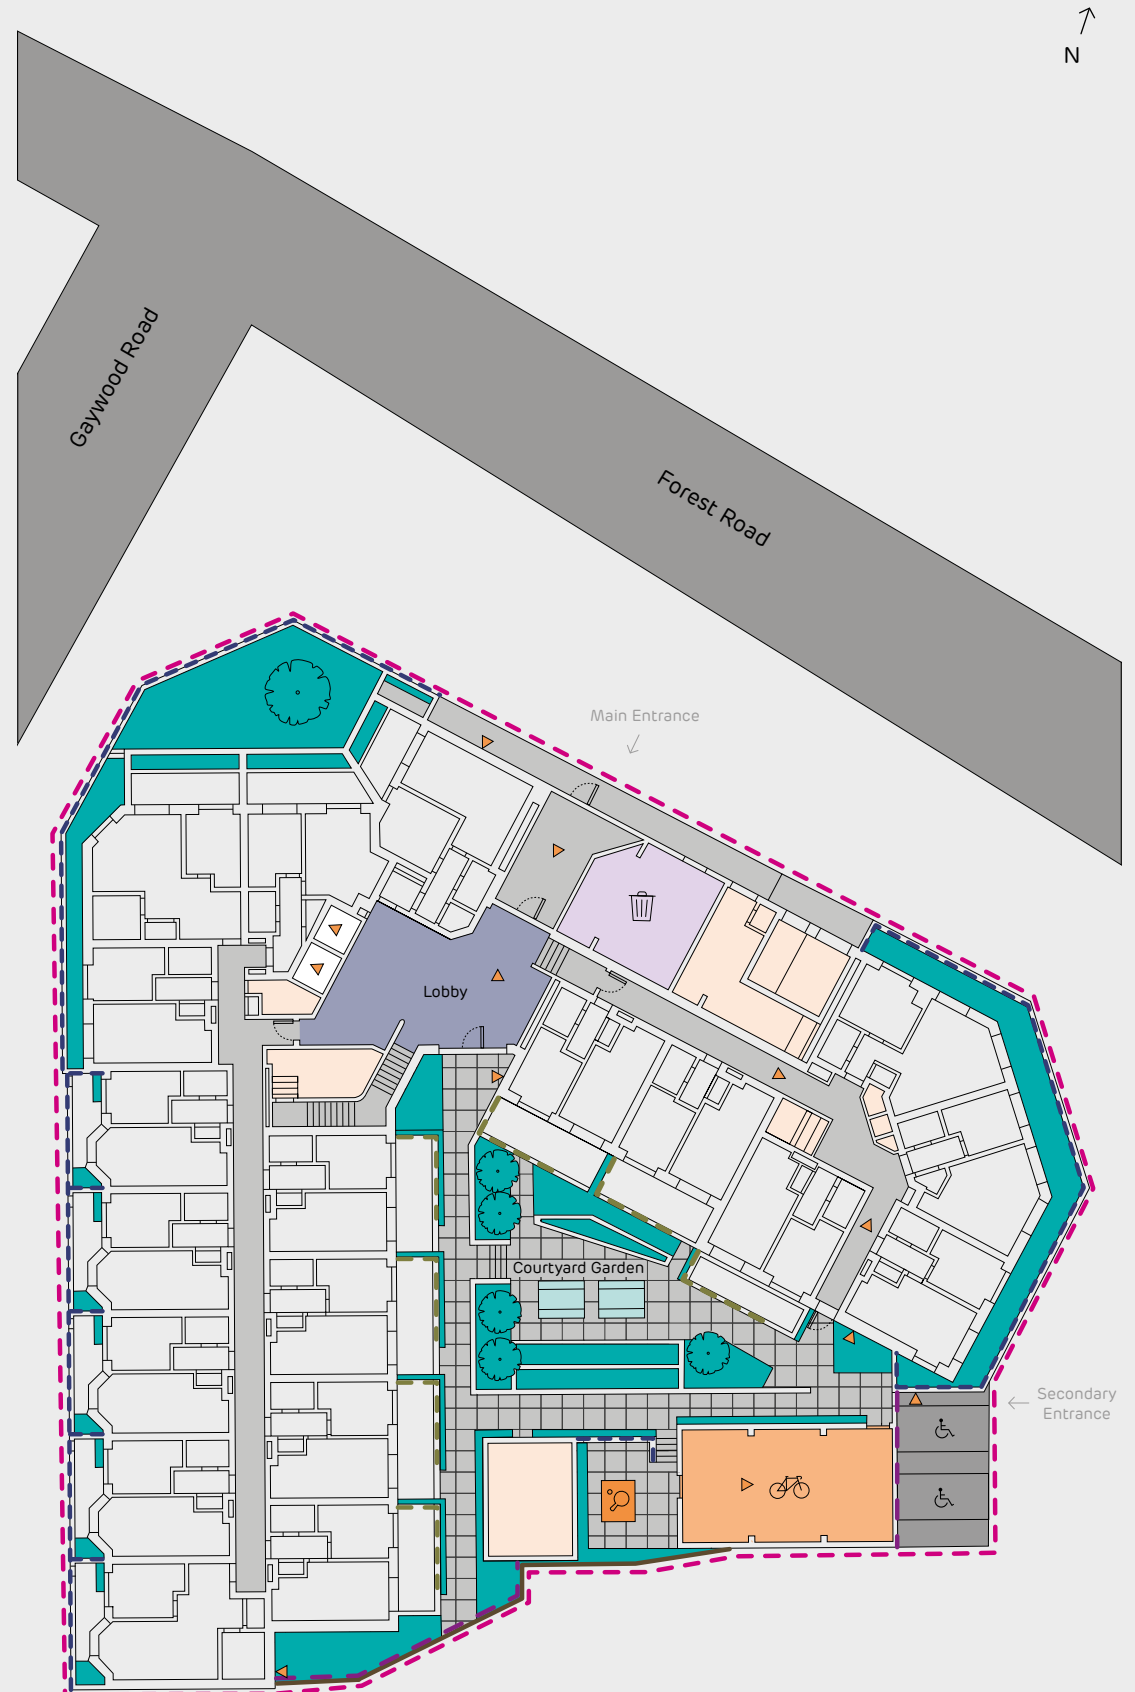 N
Gaywood Road
Forest Road
Main Entrance
Lobby
Courtyard Garden
Secondary
Entrance